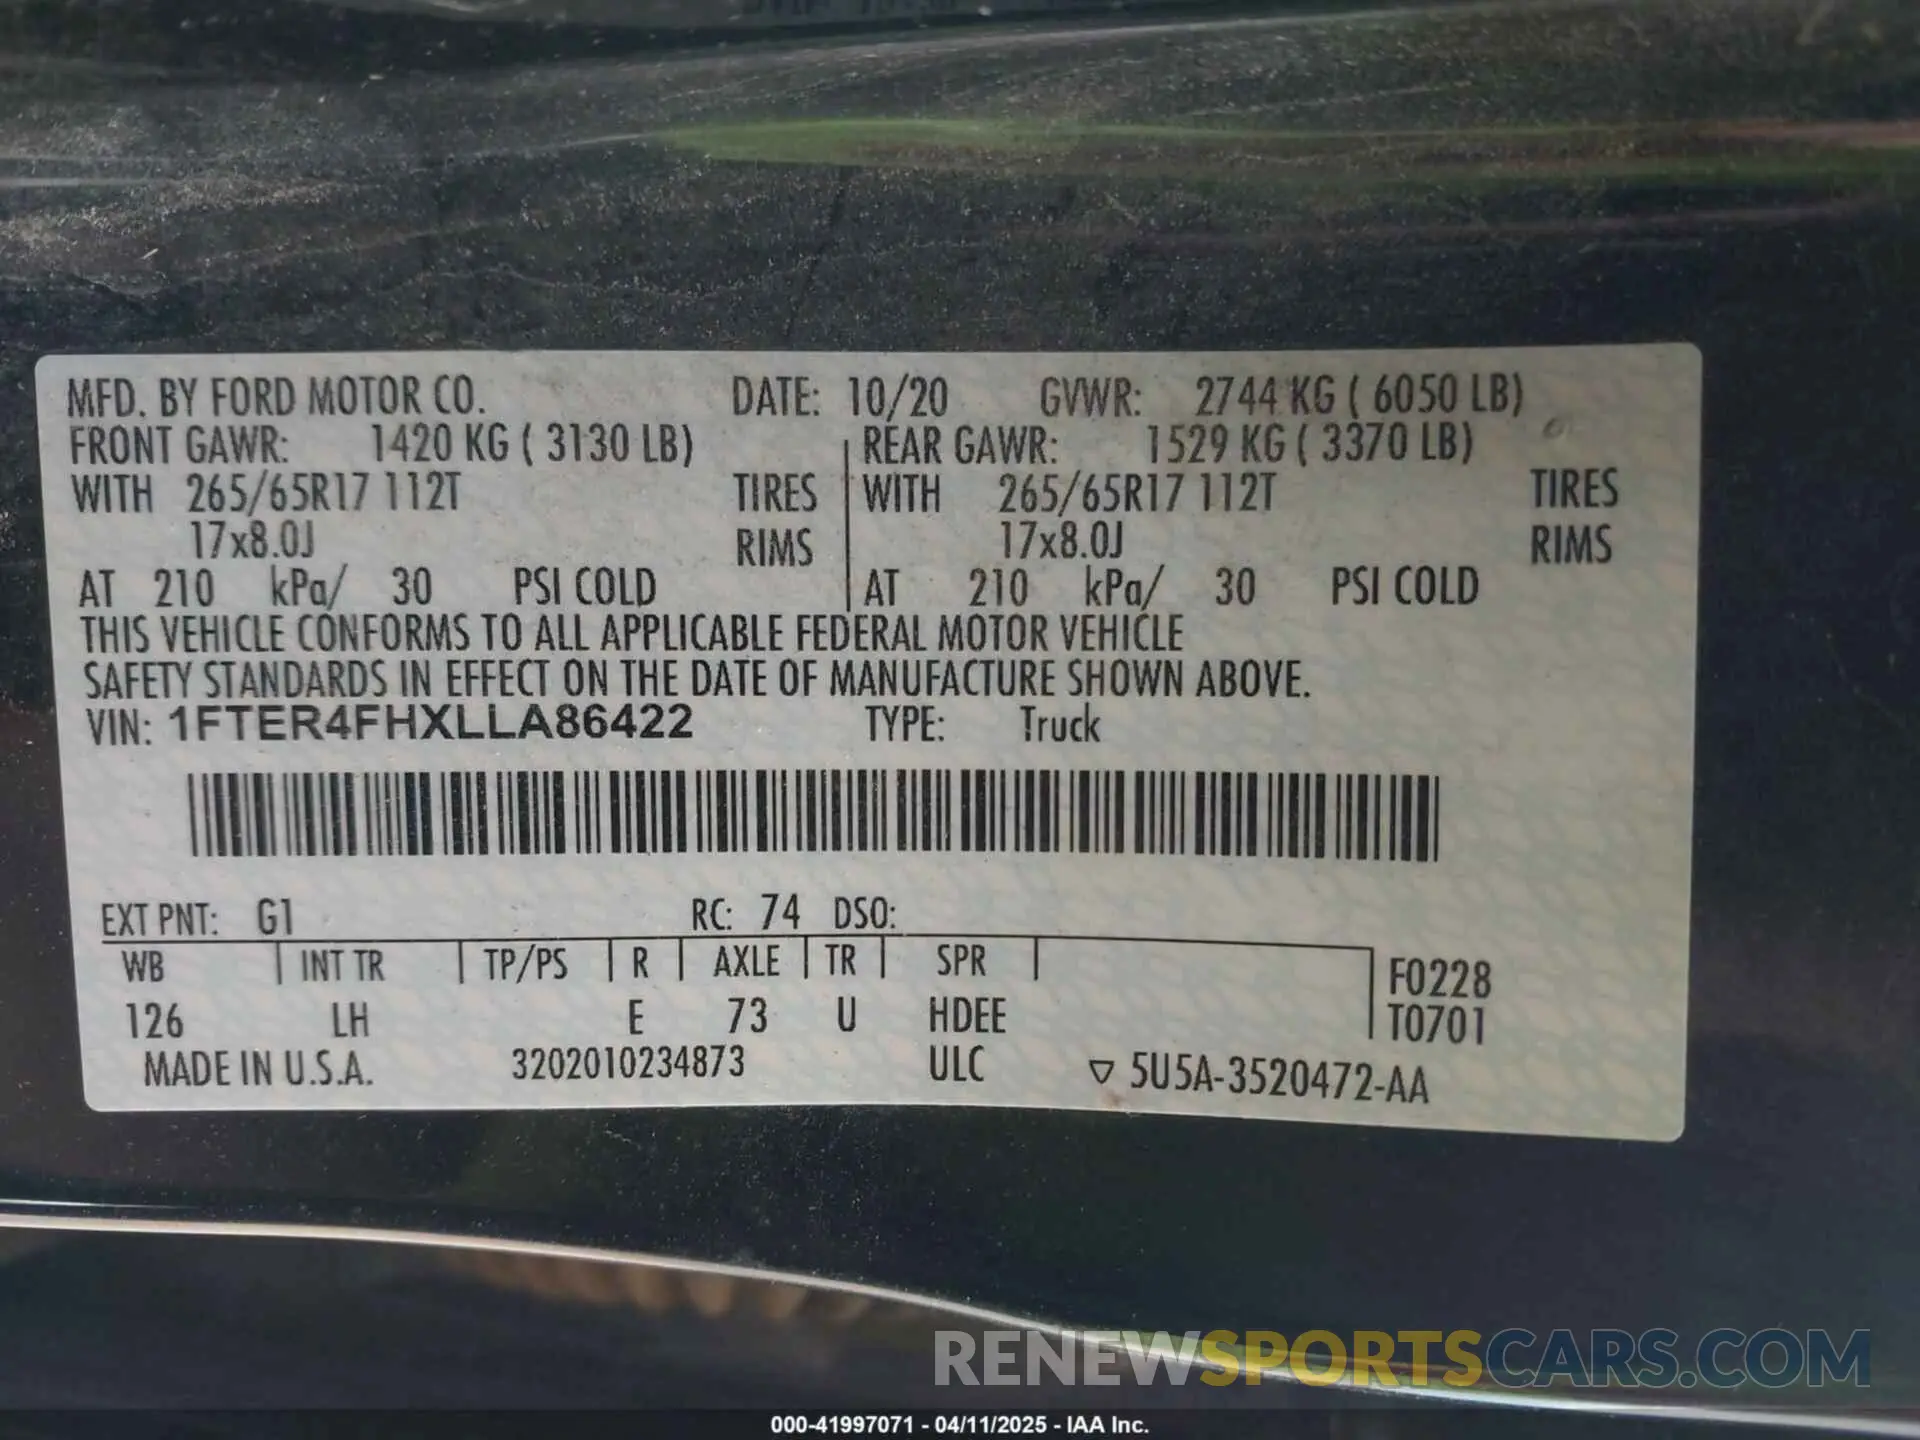 MFD. BY FORD MOTOR CO. DATE: 10/20 GVWR: 2744 KG ( 6050 LB)
FRONT GAWR: 1420 KG ( 3130 LB) REAR GAWR: 1529 KG ( 3370 LB)
WITH 265/65R17 112T TIRES WITH 265/65R17 112T TIRES
17x8.0J RIMS 17x8.0J RIMS
AT 210 kPa/ 30 PSI COLD AT 210 kPa/ 30 PSI COLD
THIS VEHICLE CONFORMS TO ALL APPLICABLE FEDERAL MOTOR VEHICLE
SAFETY STANDARDS IN EFFECT ON THE DATE OF MANUFACTURE SHOWN ABOVE.
VIN: 1FTER4FHXLLA86422 TYPE: Truck
EXT PNT: G1 RC: 74 DSO:
WB INT TR TP/PS R AXLE TR SPR F0228
126 LH E 73 U HDEE T0701
MADE IN U.S.A. 3202010234873 ULC ▽ 5U5A-3520472-AA
RENEWSPORTSCARS.COM
000-41997071 - 04/11/2025 - IAA Inc.